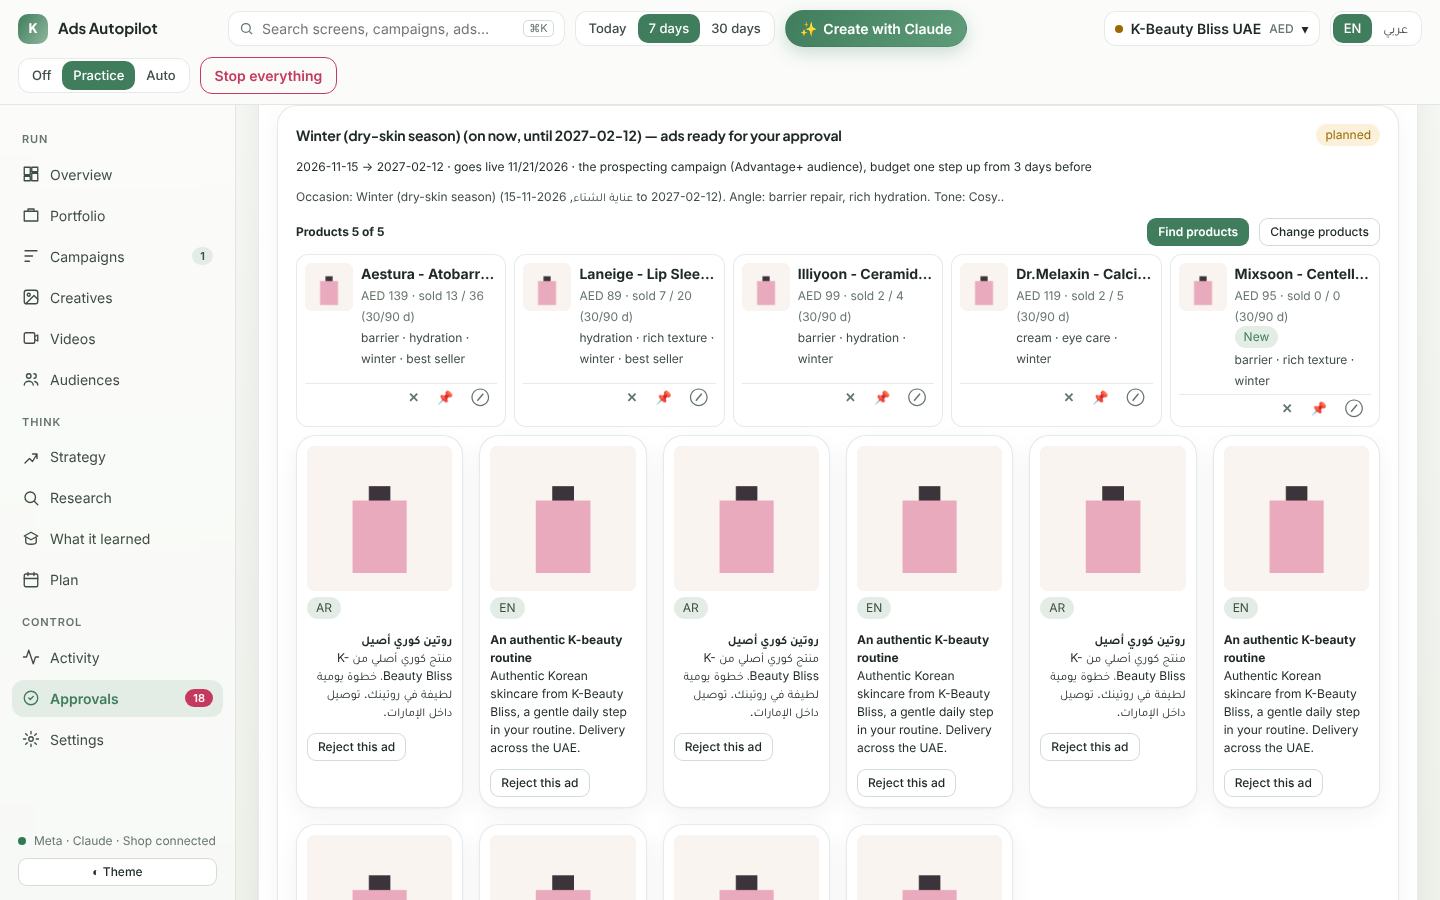 K
Ads Autopilot
Search screens, campaigns, ads...
⌘K
Today
7 days
30 days
✨ Create with Claude
K-Beauty Bliss UAE AED ▾
EN
عربي
Off
Practice
Auto
Stop everything
RUN
Overview
Portfolio
Campaigns
1
Creatives
Videos
Audiences
THINK
Strategy
Research
What it learned
Plan
CONTROL
Activity
Approvals
18
Settings
Meta · Claude · Shop connected
Theme
Winter (dry-skin season) (on now, until 2027-02-12) — ads ready for your approval
planned
2026-11-15 → 2027-02-12 · goes live 11/21/2026 · the prospecting campaign (Advantage+ audience), budget one step up from 3 days before
Occasion: Winter (dry-skin season) (عناية الشتاء, 2026-11-15 to 2027-02-12). Angle: barrier repair, rich hydration. Tone: Cosy..
Products 5 of 5
Find products
Change products
Aestura - Atobarr...
AED 139 · sold 13 / 36
(30/90 d)
barrier · hydration ·
winter · best seller
Laneige - Lip Slee...
AED 89 · sold 7 / 20
(30/90 d)
hydration · rich texture ·
winter · best seller
Illiyoon - Ceramid...
AED 99 · sold 2 / 4
(30/90 d)
barrier · hydration ·
winter
Dr.Melaxin - Calci...
AED 119 · sold 2 / 5
(30/90 d)
cream · eye care ·
winter
Mixsoon - Centell...
AED 95 · sold 0 / 0
(30/90 d)
New
barrier · rich texture ·
winter
AR
روتين كوري أصيل
منتج كوري أصلي من K-
Beauty Bliss. خطوة يومية
لطيفة في روتينك. توصيل
داخل الإمارات.
Reject this ad
EN
An authentic K-beauty
routine
Authentic Korean
skincare from K-Beauty
Bliss, a gentle daily step
in your routine. Delivery
across the UAE.
Reject this ad
AR
روتين كوري أصيل
منتج كوري أصلي من K-
Beauty Bliss. خطوة يومية
لطيفة في روتينك. توصيل
داخل الإمارات.
Reject this ad
EN
An authentic K-beauty
routine
Authentic Korean
skincare from K-Beauty
Bliss, a gentle daily step
in your routine. Delivery
across the UAE.
Reject this ad
AR
روتين كوري أصيل
منتج كوري أصلي من K-
Beauty Bliss. خطوة يومية
لطيفة في روتينك. توصيل
داخل الإمارات.
Reject this ad
EN
An authentic K-beauty
routine
Authentic Korean
skincare from K-Beauty
Bliss, a gentle daily step
in your routine. Delivery
across the UAE.
Reject this ad